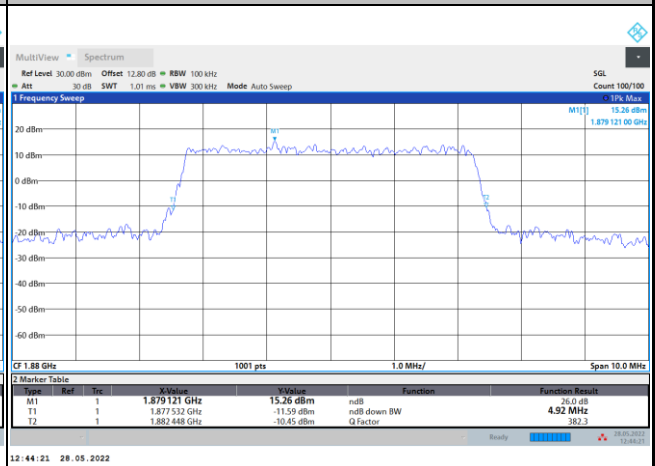 MultiView Spectrum
Ref Level 30.00 dBm Offset 12.80 dB RBW 100 kHz SGL
Att 30 dB SWT 1.01 ms VBW 300 kHz Mode Auto Sweep Count 100/100
1 Frequency Sweep 1Pk Max
M1[1] 15.26 dBm
1.879 121 00 GHz
M1
20 dBm
10 dBm
0 dBm
T1 T2
-10 dBm
-20 dBm
-30 dBm
-40 dBm
-50 dBm
-60 dBm
CF 1.88 GHz 1001 pts 1.0 MHz/ Span 10.0 MHz
2 Marker Table
Type Ref Trc X-Value Y-Value Function Function Result
M1 1 1.879 121 GHz 15.26 dBm ndB 26.0 dB
T1 1 1.877 532 GHz -11.59 dBm ndB down BW 4.92 MHz
T2 1 1.882 448 GHz -10.45 dBm Q Factor 382.3
Ready 28.05.2022
12:44:21
12:44:21 28.05.2022